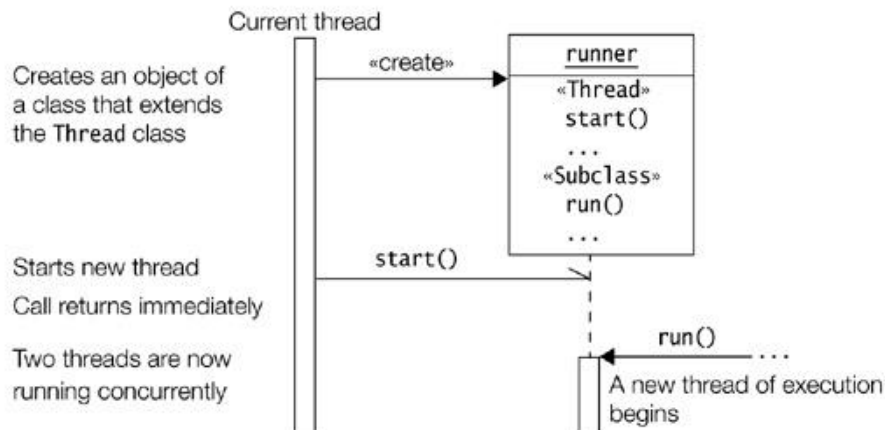 Current thread
Creates an object of
a class that extends
the Thread class
«create»
runner
«Thread»
start()
...
«Subclass»
run()
...
Starts new thread
start()
Call returns immediately
Two threads are now
running concurrently
run()
...
A new thread of execution
begins